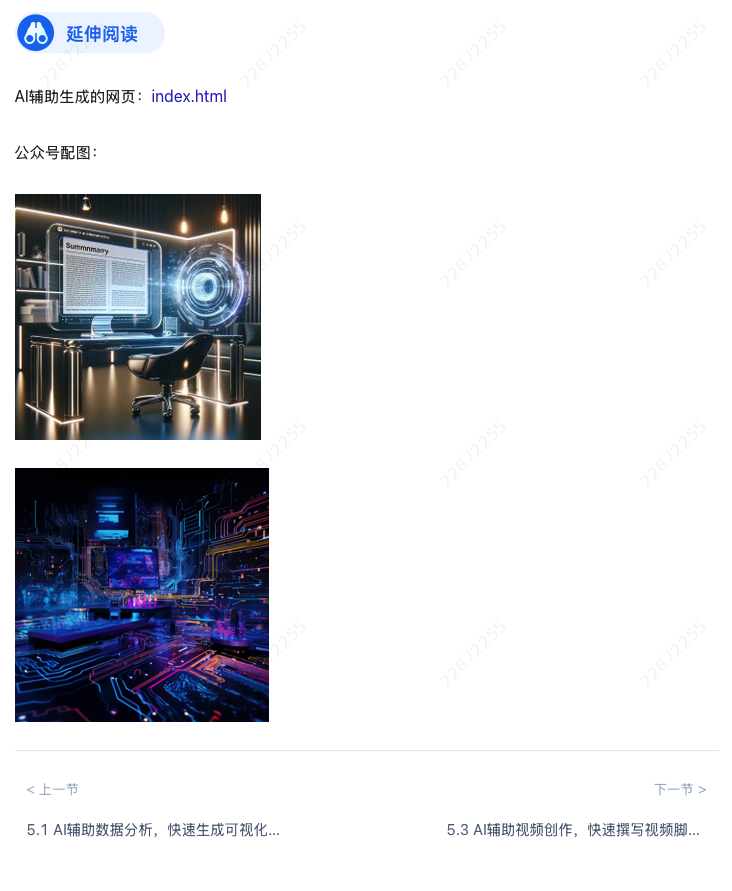 延伸阅读
AI辅助生成的网页：index.html
公众号配图：
Summnmarry
< 上一节
下一节 >
5.1 AI辅助数据分析，快速生成可视化...
5.3 AI辅助视频创作，快速撰写视频脚...
22872255